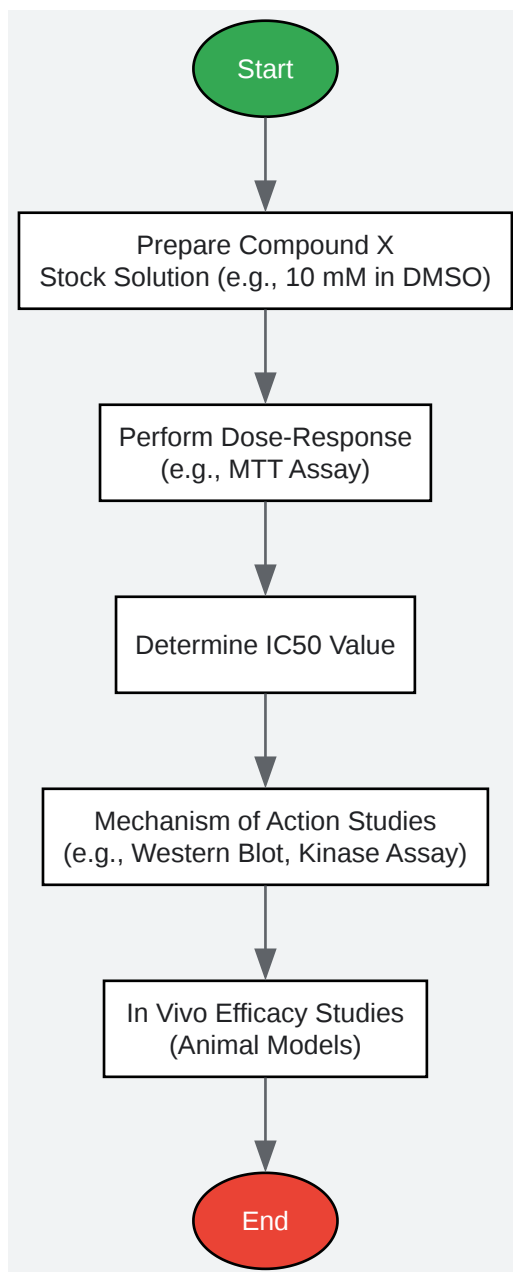 Start
Prepare Compound X
Stock Solution (e.g., 10 mM in DMSO)
Perform Dose-Response
(e.g., MTT Assay)
Determine IC50 Value
Mechanism of Action Studies
(e.g., Western Blot, Kinase Assay)
In Vivo Efficacy Studies
(Animal Models)
End